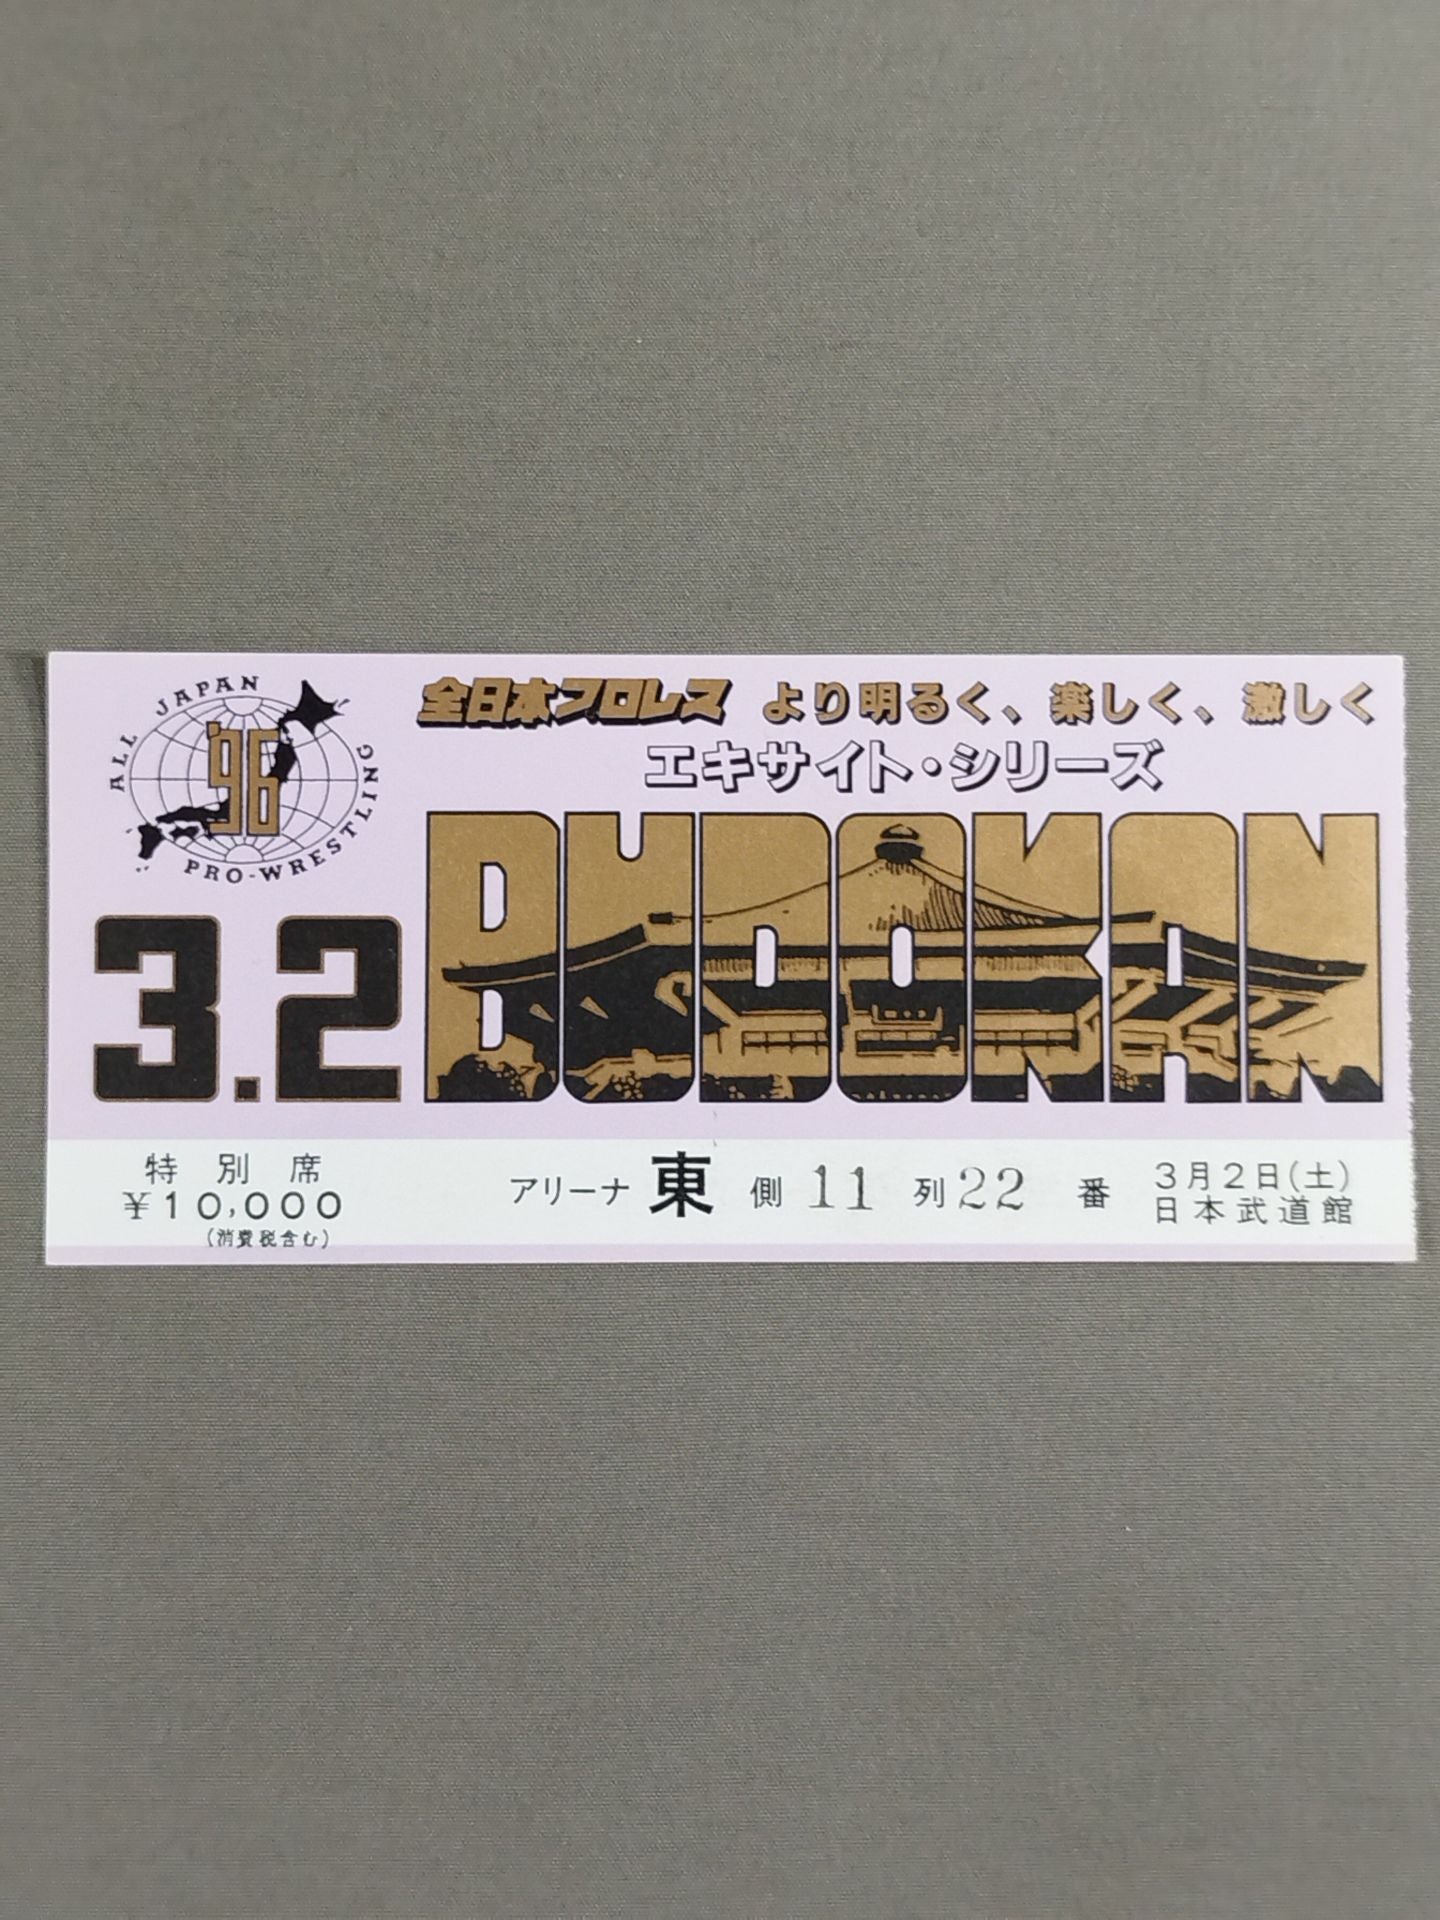 ALL JAPAN PRO-WRESTLING
'96
全日本プロレス より明るく、楽しく、激しく
エキサイト・シリーズ
3.2
BUDOKAN
特別席
¥10,000
(消費税含む)
アリーナ 東 側 11 列 22 番
3月2日(土)
日本武道館